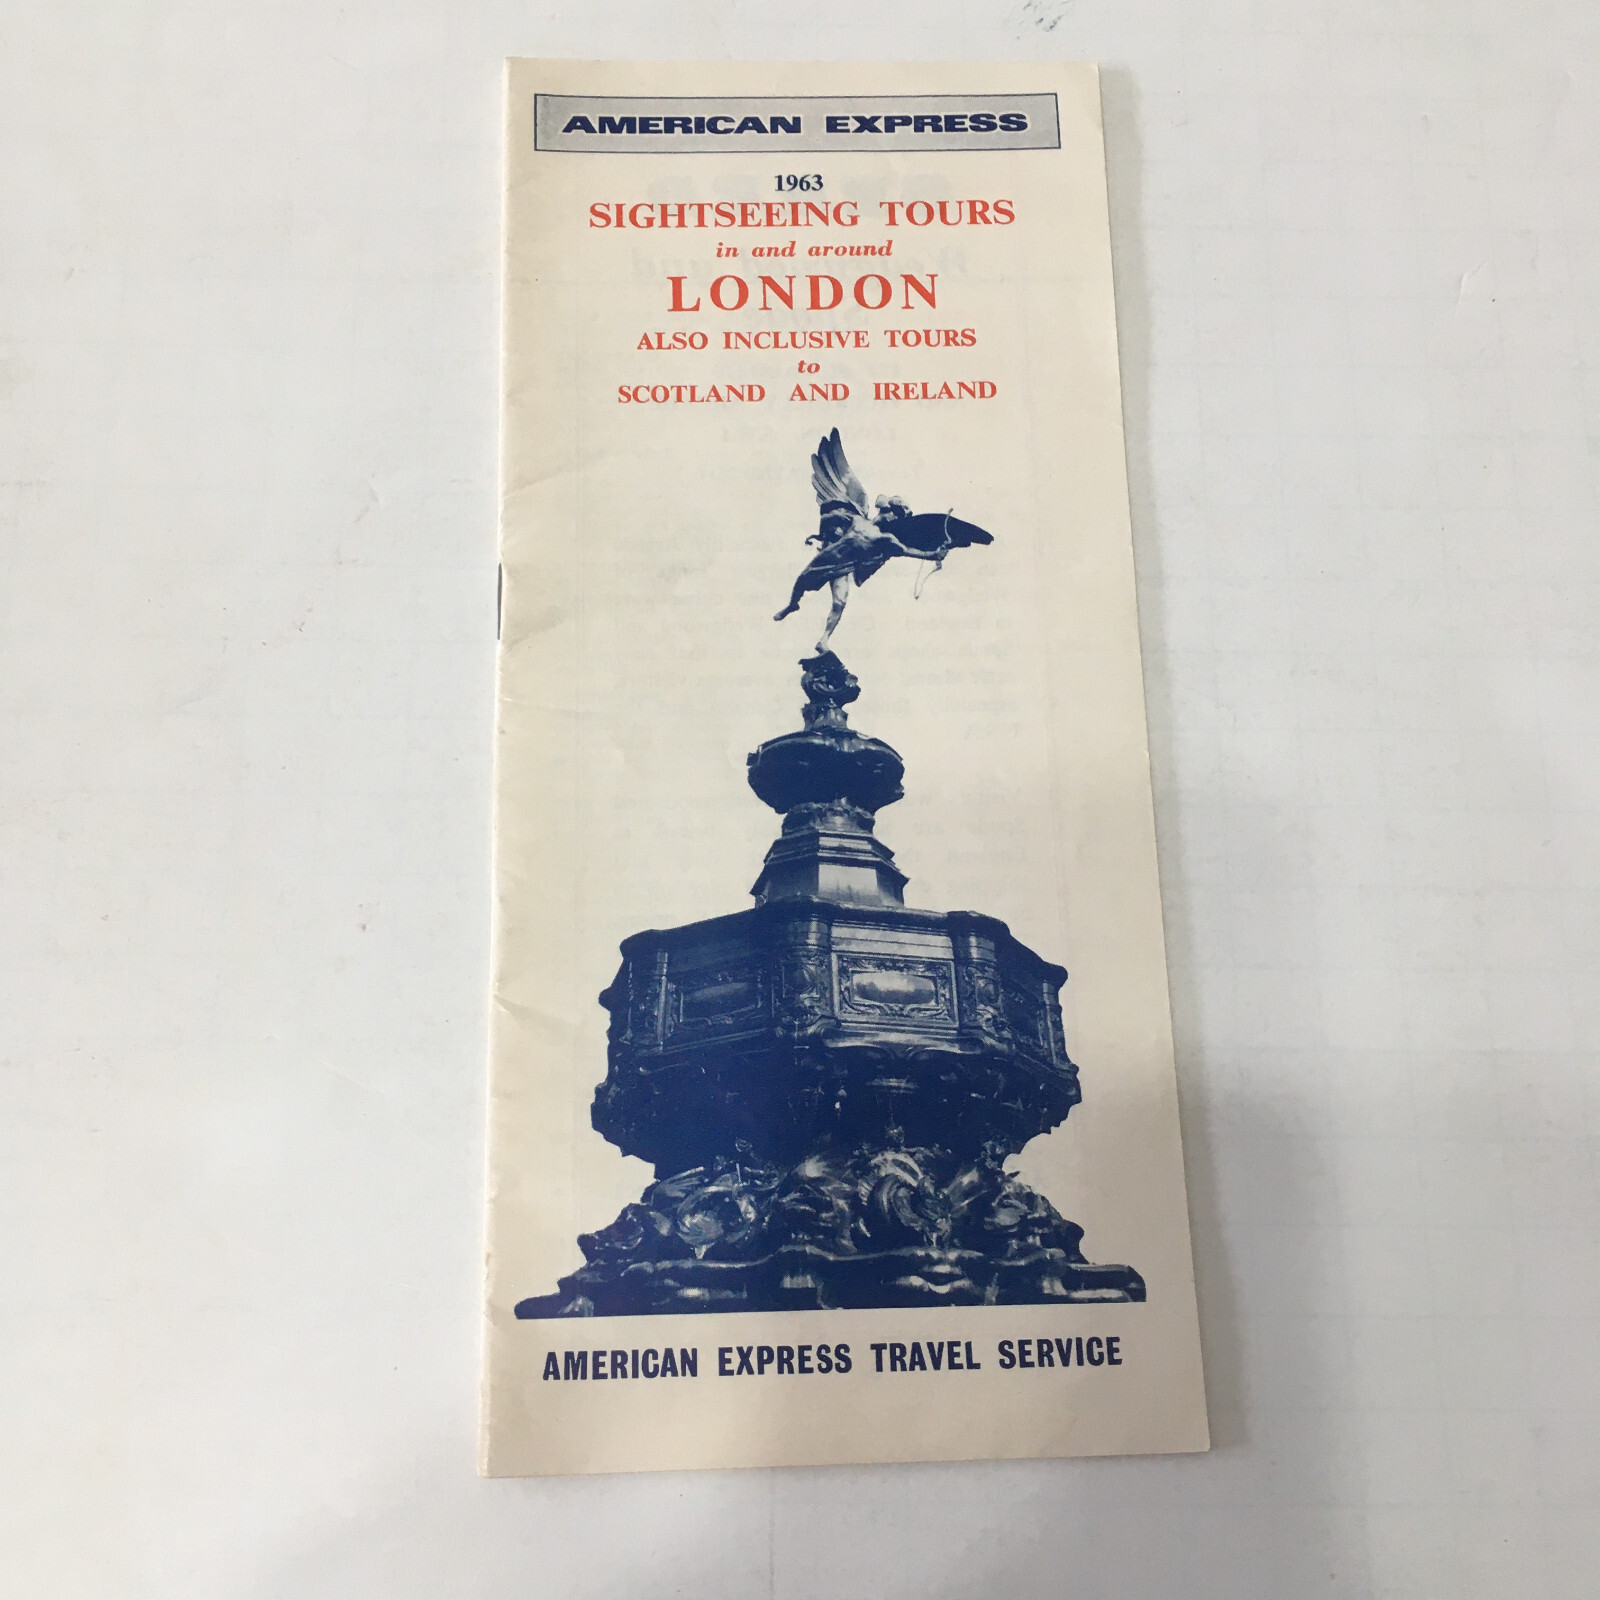 AMERICAN EXPRESS
1963
SIGHTSEEING TOURS
in and around
LONDON
ALSO INCLUSIVE TOURS
to
SCOTLAND AND IRELAND
AMERICAN EXPRESS TRAVEL SERVICE